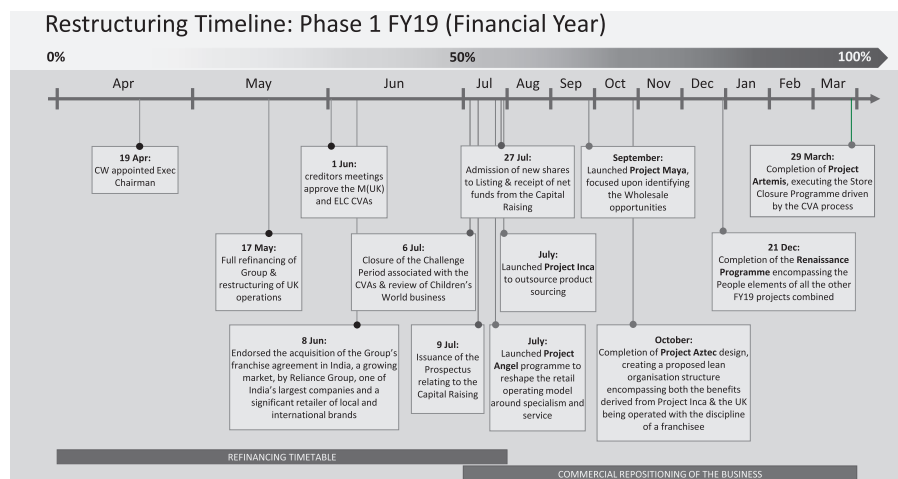 Restructuring Timeline: Phase 1 FY19 (Financial Year)
0% 50% 100%
Apr May Jun Jul Aug Sep Oct Nov Dec Jan Feb Mar
19 Apr:
CW appointed Exec
Chairman
1 Jun:
creditors meetings
approve the M(UK)
and ELC CVAs
27 Jul:
Admission of new shares
to Listing & receipt of net
funds from the Capital
Raising
September:
Launched Project Maya,
focused upon identifying
the Wholesale
opportunities
29 March:
Completion of Project
Artemis, executing the Store
Closure Programme driven
by the CVA process
17 May:
Full refinancing of
Group &
restructuring of UK
operations
6 Jul:
Closure of the Challenge
Period associated with the
CVAs & review of Children's
World business
July:
Launched Project Inca
to outsource product
sourcing
21 Dec:
Completion of the Renaissance
Programme encompassing the
People elements of all the other
FY19 projects combined
8 Jun:
Endorsed the acquisition of the Group's
franchise agreement in India, a growing
market, by Reliance Group, one of
India's largest companies and a
significant retailer of local and
international brands
9 Jul:
Issuance of the
Prospectus
relating to the
Capital Raising
July:
Launched Project
Angel programme to
reshape the retail
operating model
around specialism and
service
October:
Completion of Project Aztec design,
creating a proposed lean
organisation structure
encompassing both the benefits
derived from Project Inca & the UK
being operated with the discipline
of a franchisee
REFINANCING TIMETABLE
COMMERCIAL REPOSITIONING OF THE BUSINESS